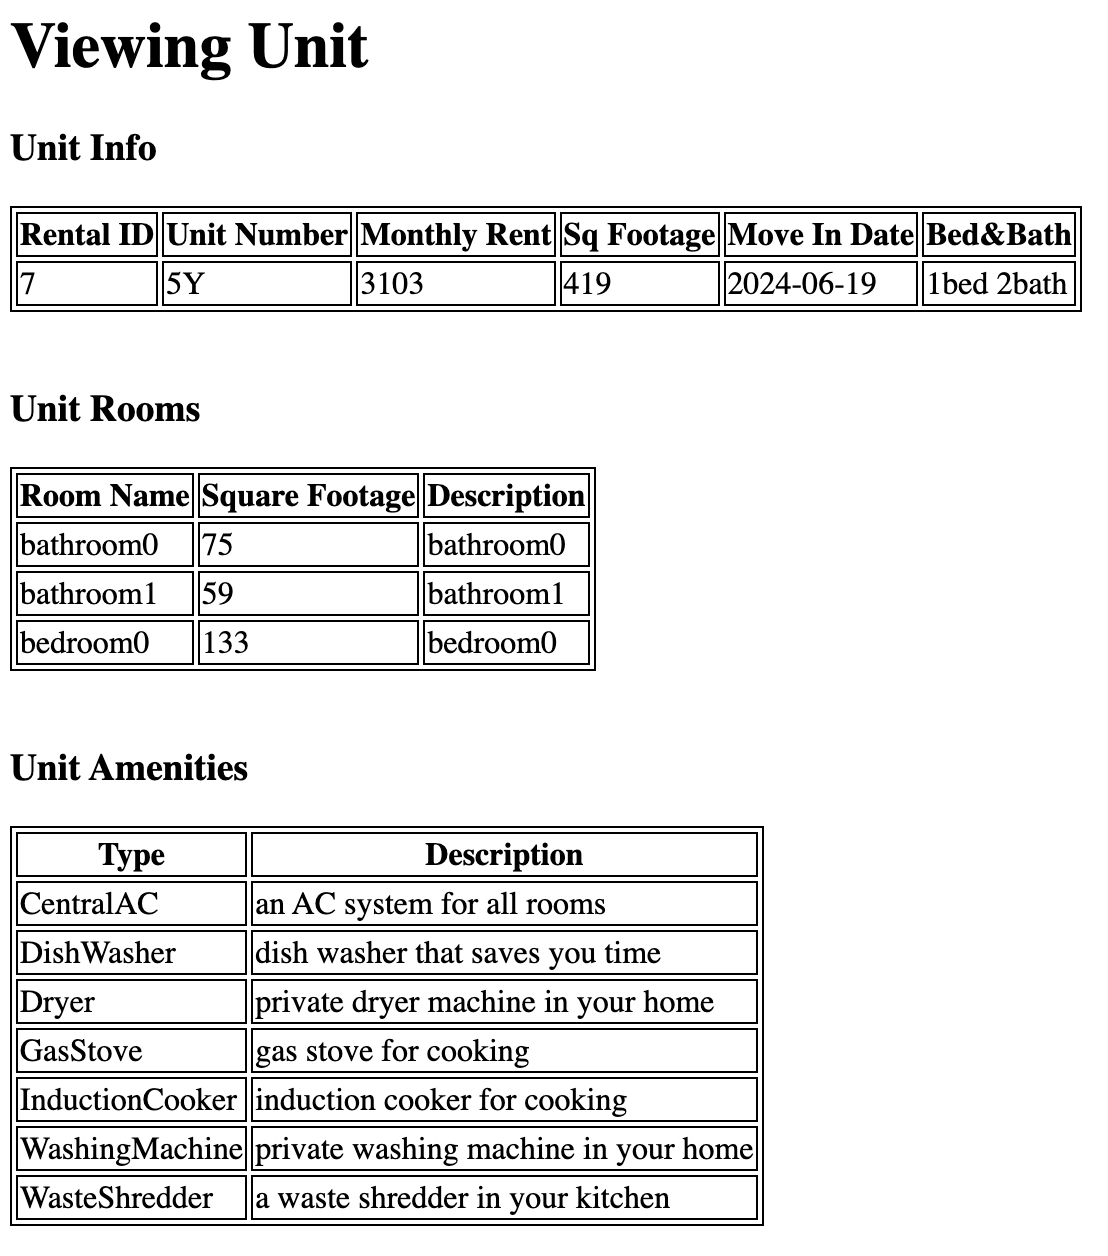 Viewing Unit
Unit Info
Rental ID Unit Number Monthly Rent Sq Footage Move In Date Bed&Bath
7 5Y 3103 419 2024-06-19 1bed 2bath
Unit Rooms
Room Name Square Footage Description
bathroom0 75 bathroom0
bathroom1 59 bathroom1
bedroom0 133 bedroom0
Unit Amenities
Type Description
CentralAC an AC system for all rooms
DishWasher dish washer that saves you time
Dryer private dryer machine in your home
GasStove gas stove for cooking
InductionCooker induction cooker for cooking
WashingMachine private washing machine in your home
WasteShredder a waste shredder in your kitchen